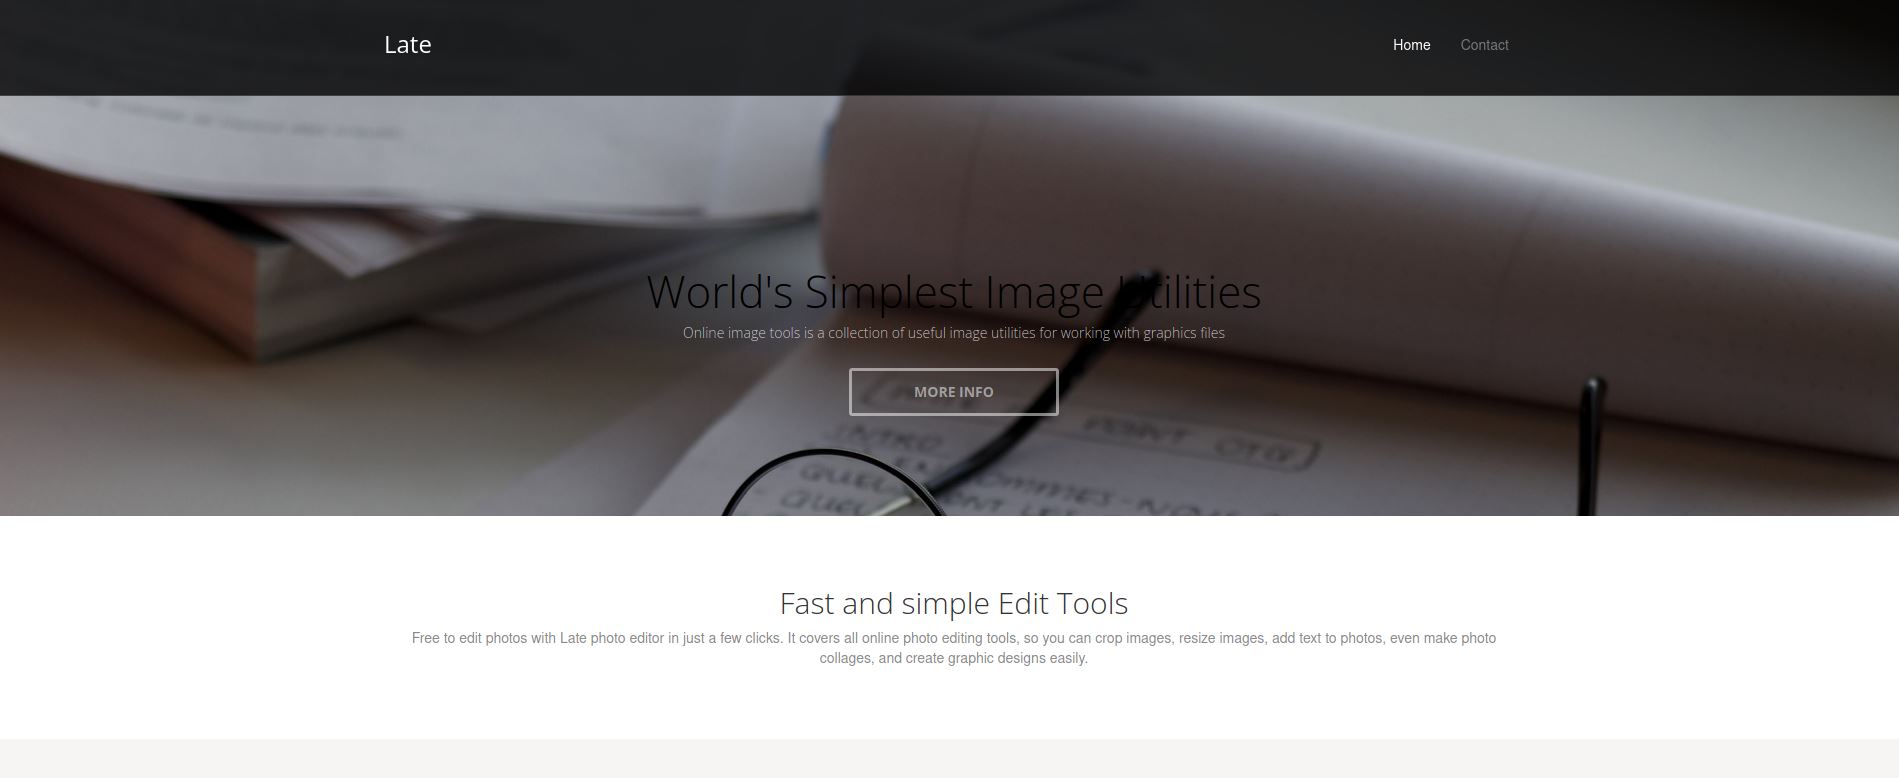 Late
Home Contact
World's Simplest Image Utilities
Online image tools is a collection of useful image utilities for working with graphics files
MORE INFO
POINT
INTRO
Fast and simple Edit Tools
Free to edit photos with Late photo editor in just a few clicks. It covers all online photo editing tools, so you can crop images, resize images, add text to photos, even make photo
collages, and create graphic designs easily.